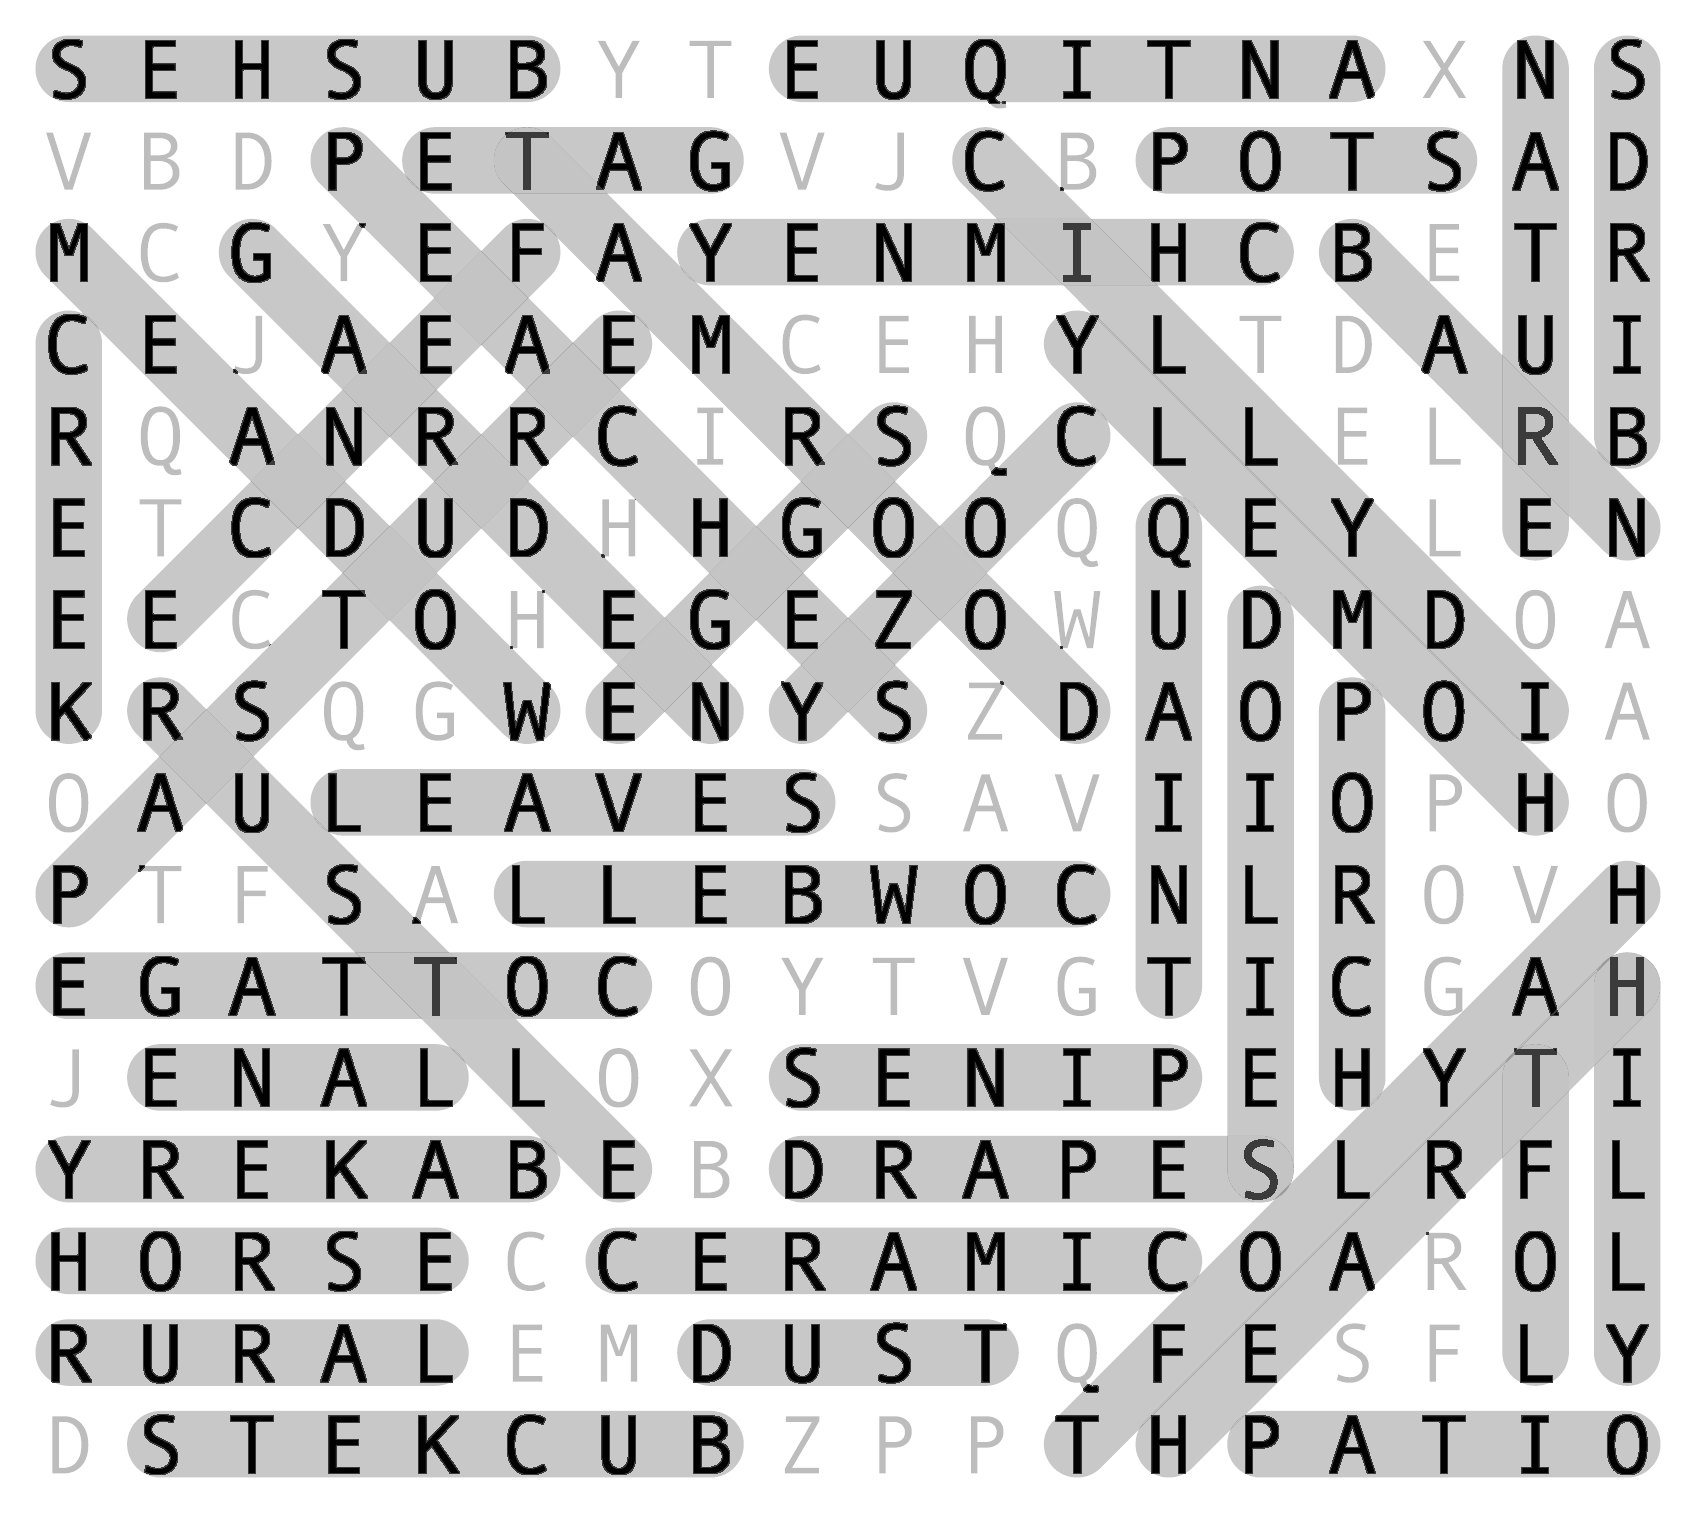 S E H S U B Y T E U Q I T N A X N S
V B D P E T A G V J C B P O T S A D
M C G Y E F A Y E N M I H C B E T R
C E J A E A E M C E H Y L T D A U I
R Q A N R R C I R S Q C L L E L R B
E T C D U D H H G O O Q Q E Y L E N
E E C T O H E G E Z O W U D M D O A
K R S Q G W E N Y S Z D A O P O I A
O A U L E A V E S S A V I I O P H O
P T F S A L L E B W O C N L R O V H
E G A T T O C O Y T V G T I C G A H
J E N A L L O X S E N I P E H Y T I
Y R E K A B E B D R A P E S L R F L
H O R S E C C E R A M I C O A R O L
R U R A L E M D U S T Q F E S F L Y
D S T E K C U B Z P P T H P A T I O